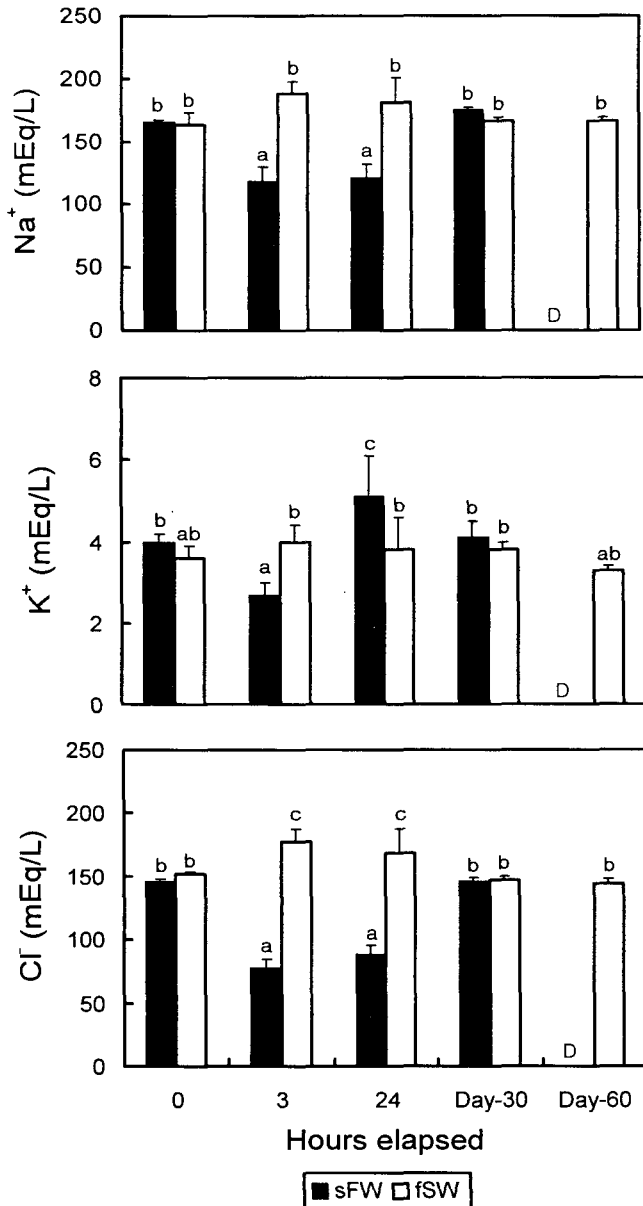 250
200
150
100
50
0
Na+ (mEq/L)
b b b b b b b
a a
D
8
6
4
2
0
K+ (mEq/L)
c
b ab b b b b ab
a
D
250
200
150
100
50
0
Cl- (mEq/L)
c c
b b b b b
a a
D
0 3 24 Day-30 Day-60
Hours elapsed
sFW fSW